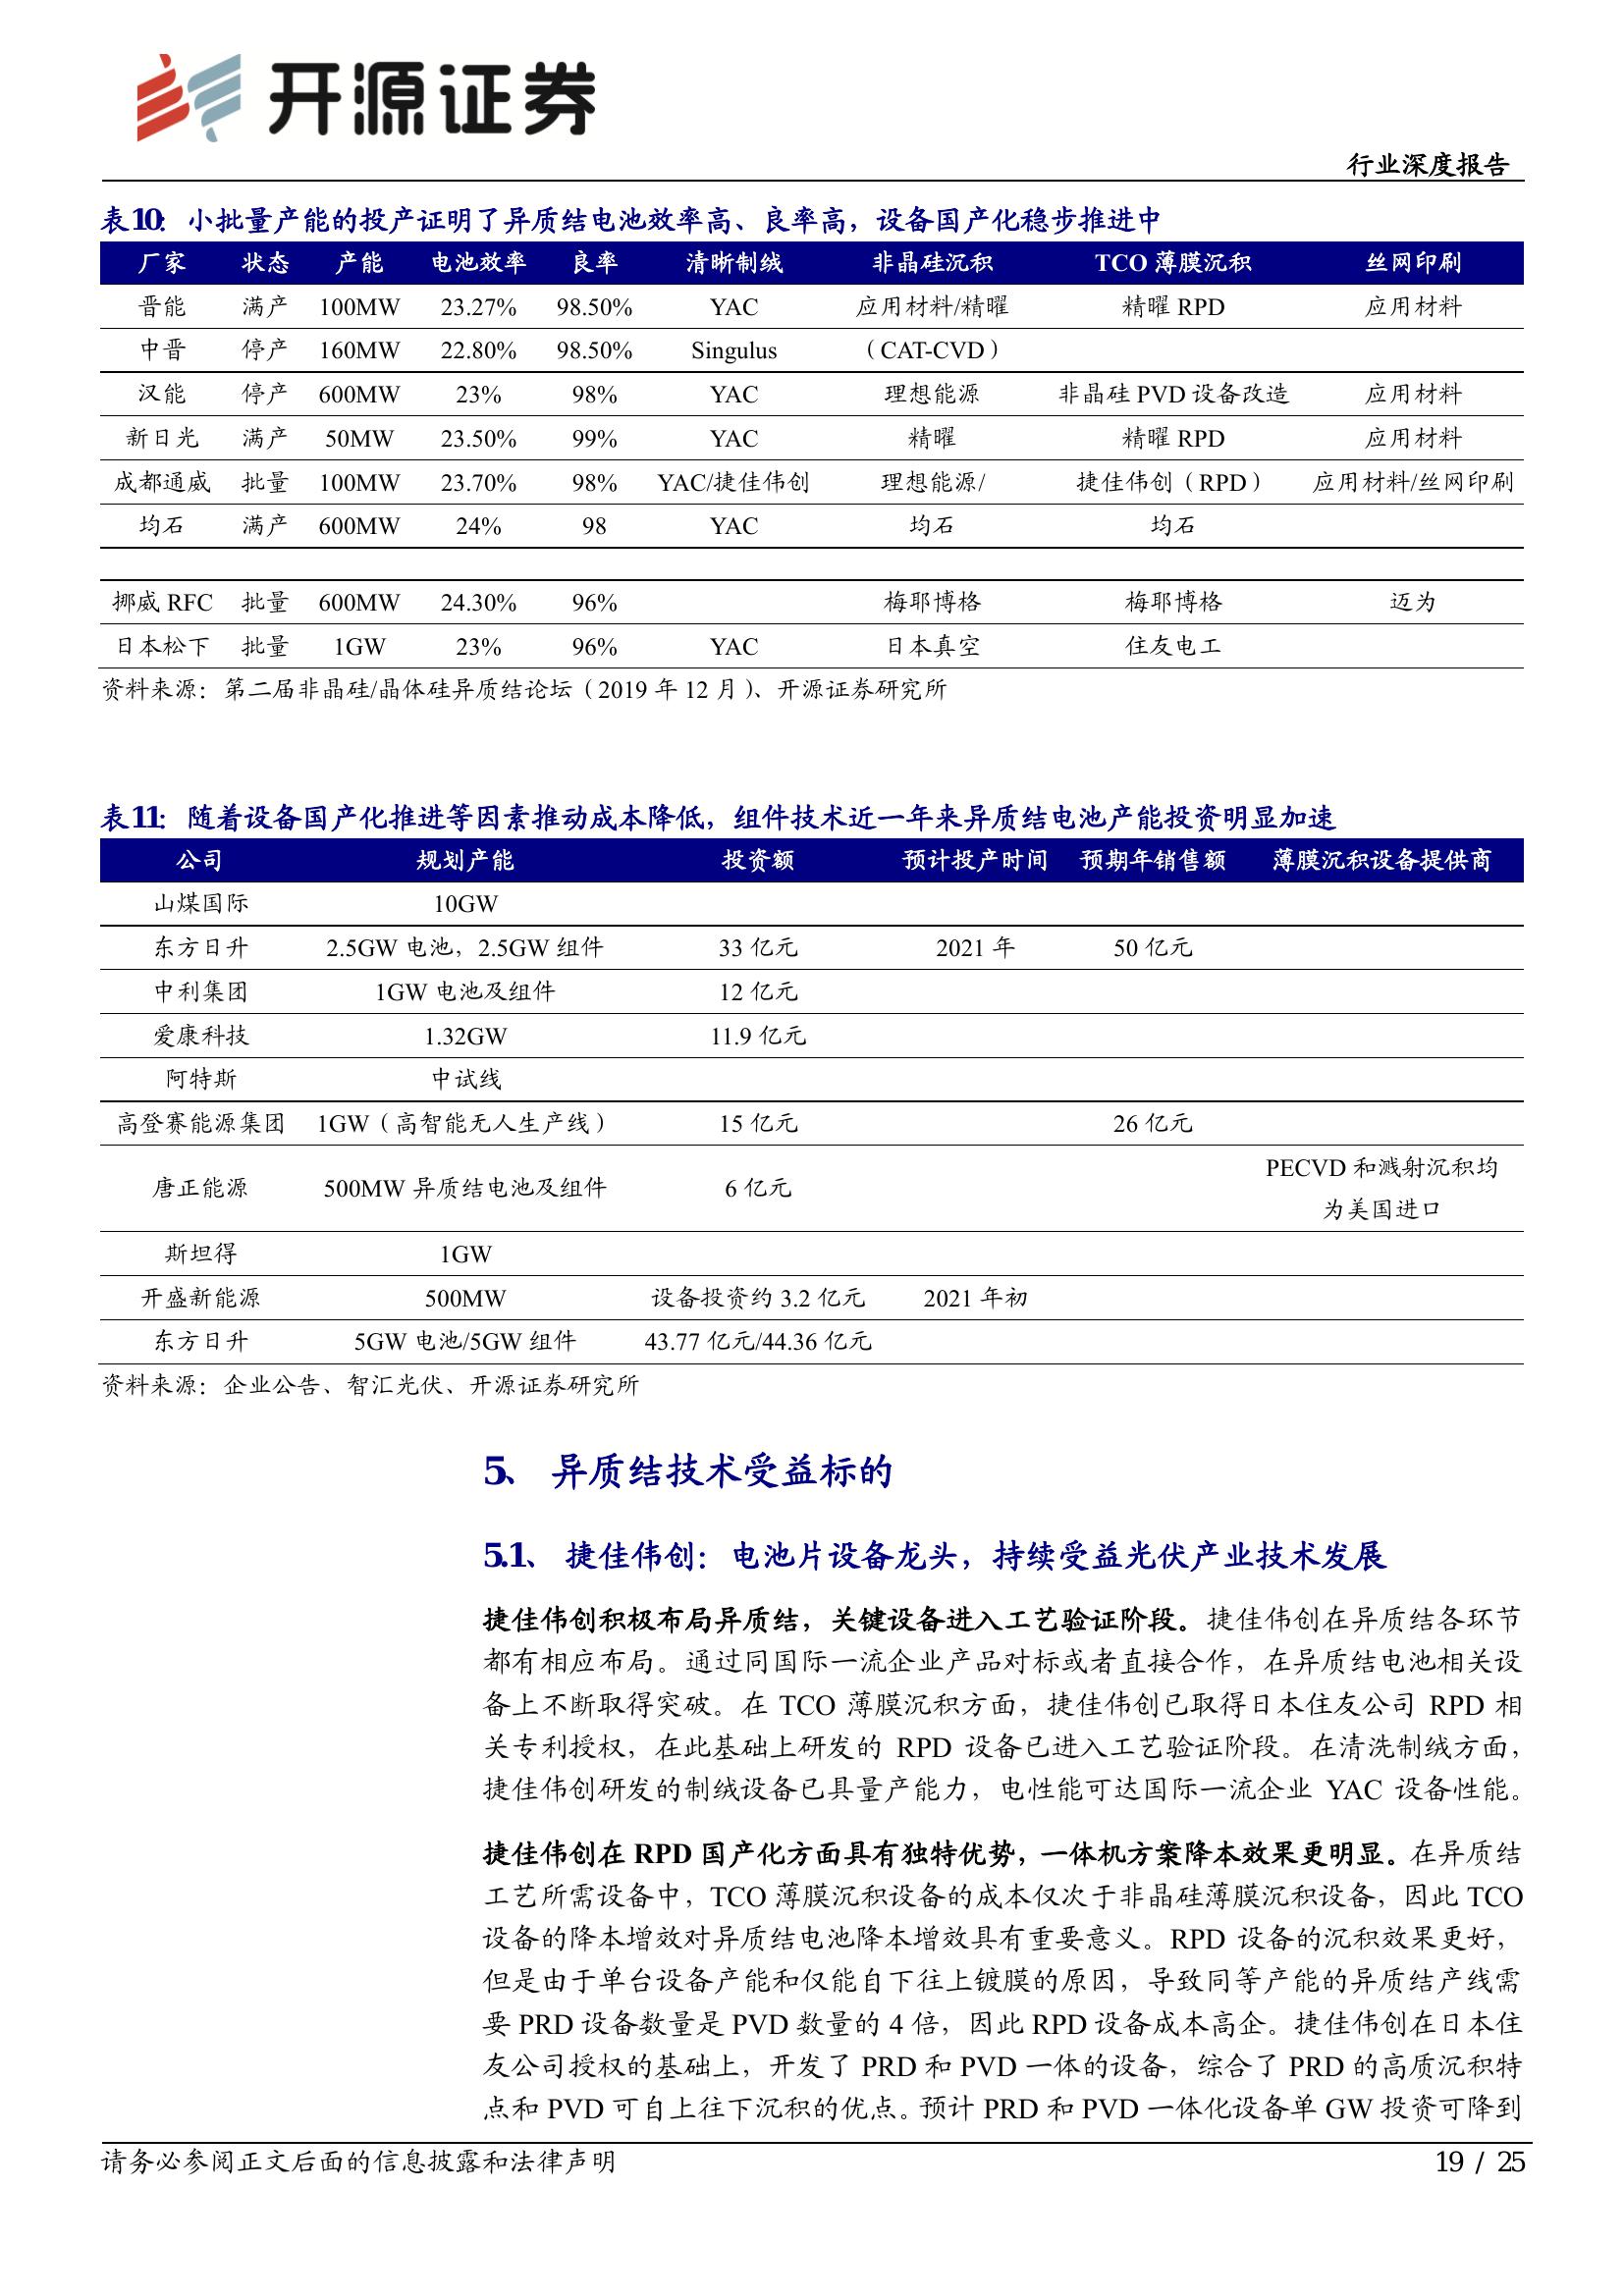 开源证券
行业深度报告
表10：小批量产能的投产证明了异质结电池效率高、良率高，设备国产化稳步推进中
厂家 状态 产能 电池效率 良率 清晰制绒 非晶硅沉积 TCO 薄膜沉积 丝网印刷
晋能 满产 100MW 23.27% 98.50% YAC 应用材料/精曜 精曜 RPD 应用材料
中晋 停产 160MW 22.80% 98.50% Singulus （CAT-CVD）
汉能 停产 600MW 23% 98% YAC 理想能源 非晶硅 PVD 设备改造 应用材料
新日光 满产 50MW 23.50% 99% YAC 精曜 精曜 RPD 应用材料
成都通威 批量 100MW 23.70% 98% YAC/捷佳伟创 理想能源/ 捷佳伟创（RPD） 应用材料/丝网印刷
均石 满产 600MW 24% 98 YAC 均石 均石
挪威 RFC 批量 600MW 24.30% 96% 梅耶博格 梅耶博格 迈为
日本松下 批量 1GW 23% 96% YAC 日本真空 住友电工
资料来源：第二届非晶硅/晶体硅异质结论坛（2019 年 12 月）、开源证券研究所
表11：随着设备国产化推进等因素推动成本降低，组件技术近一年来异质结电池产能投资明显加速
公司 规划产能 投资额 预计投产时间 预期年销售额 薄膜沉积设备提供商
山煤国际 10GW
东方日升 2.5GW 电池，2.5GW 组件 33 亿元 2021 年 50 亿元
中利集团 1GW 电池及组件 12 亿元
爱康科技 1.32GW 11.9 亿元
阿特斯 中试线
高登赛能源集团 1GW（高智能无人生产线） 15 亿元 26 亿元
唐正能源 500MW 异质结电池及组件 6 亿元 PECVD 和溅射沉积均
为美国进口
斯坦得 1GW
开盛新能源 500MW 设备投资约 3.2 亿元 2021 年初
东方日升 5GW 电池/5GW 组件 43.77 亿元/44.36 亿元
资料来源：企业公告、智汇光伏、开源证券研究所
5、 异质结技术受益标的
5.1、 捷佳伟创：电池片设备龙头，持续受益光伏产业技术发展
捷佳伟创积极布局异质结，关键设备进入工艺验证阶段。捷佳伟创在异质结各环节
都有相应布局。通过同国际一流企业产品对标或者直接合作，在异质结电池相关设
备上不断取得突破。在 TCO 薄膜沉积方面，捷佳伟创已取得日本住友公司 RPD 相
关专利授权，在此基础上研发的 RPD 设备已进入工艺验证阶段。在清洗制绒方面，
捷佳伟创研发的制绒设备已具量产能力，电性能可达国际一流企业 YAC 设备性能。
捷佳伟创在 RPD 国产化方面具有独特优势，一体机方案降本效果更明显。在异质结
工艺所需设备中，TCO 薄膜沉积设备的成本仅次于非晶硅薄膜沉积设备，因此 TCO
设备的降本增效对异质结电池降本增效具有重要意义。RPD 设备的沉积效果更好，
但是由于单台设备产能和仅能自下往上镀膜的原因，导致同等产能的异质结产线需
要 PRD 设备数量是 PVD 数量的 4 倍，因此 RPD 设备成本高企。捷佳伟创在日本住
友公司授权的基础上，开发了 PRD 和 PVD 一体的设备，综合了 PRD 的高质沉积特
点和 PVD 可自上往下沉积的优点。预计 PRD 和 PVD 一体化设备单 GW 投资可降到
请务必参阅正文后面的信息披露和法律声明
19 / 25